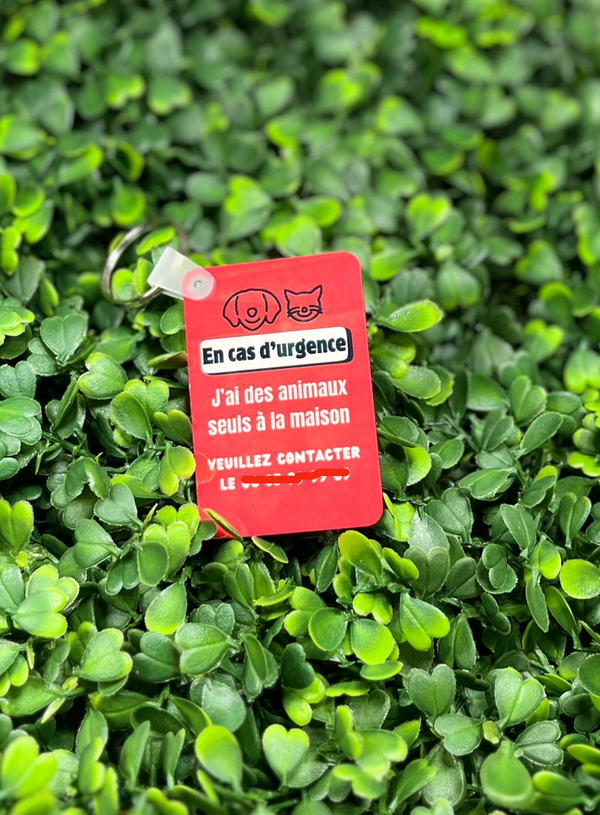 En cas d'urgence
J'ai des animaux
seuls à la maison
VEUILLEZ CONTACTER
LE